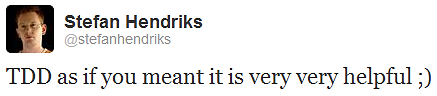 Stefan Hendriks
@stefanhendriks
TDD as if you meant it is very very helpful ;)